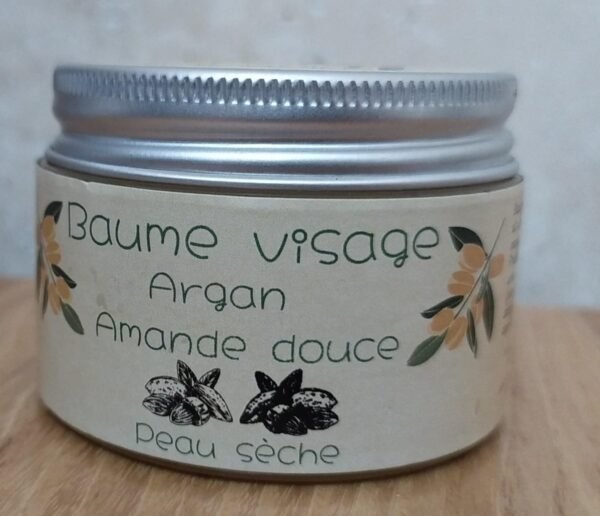 Baume visage
Argan
Amande douce
Peau sèche